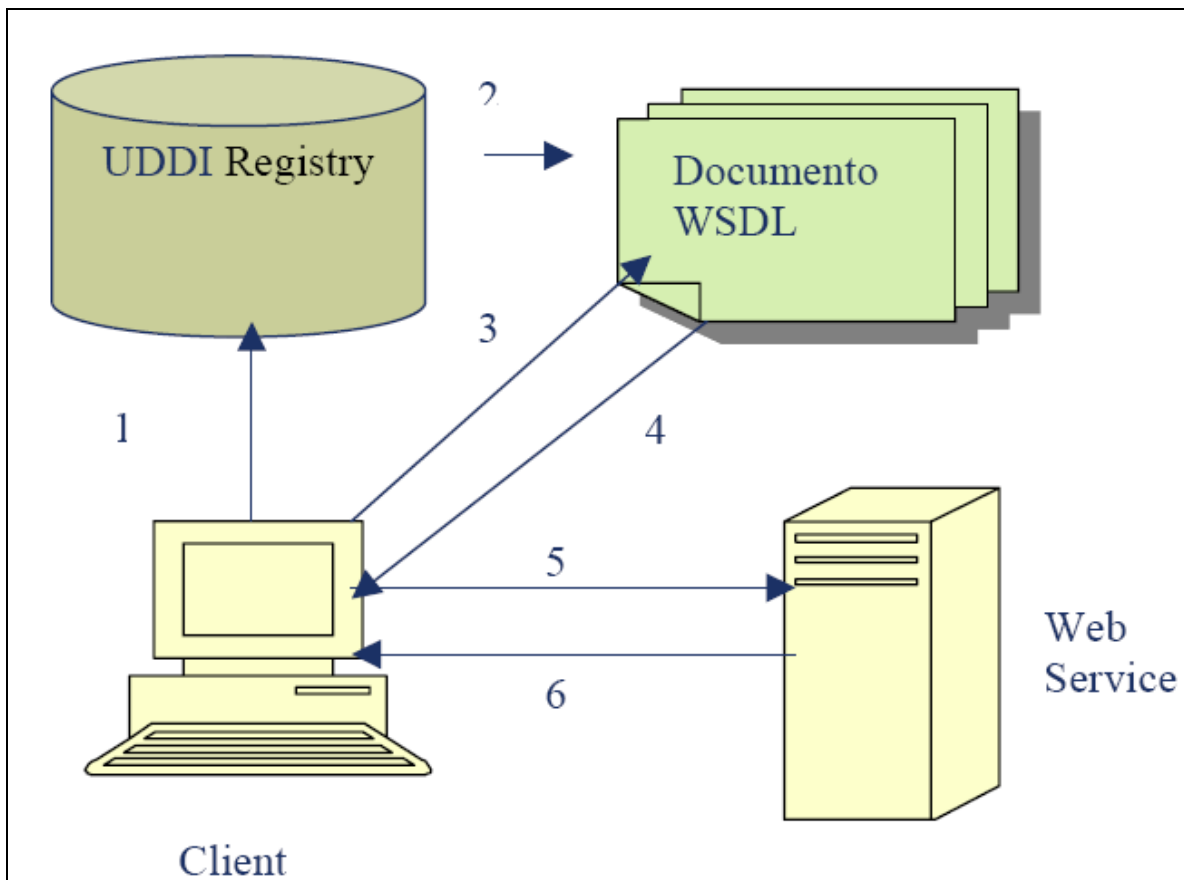 2
UDDI Registry
Documento
WSDL
3
1
4
5
Web
Service
6
Client